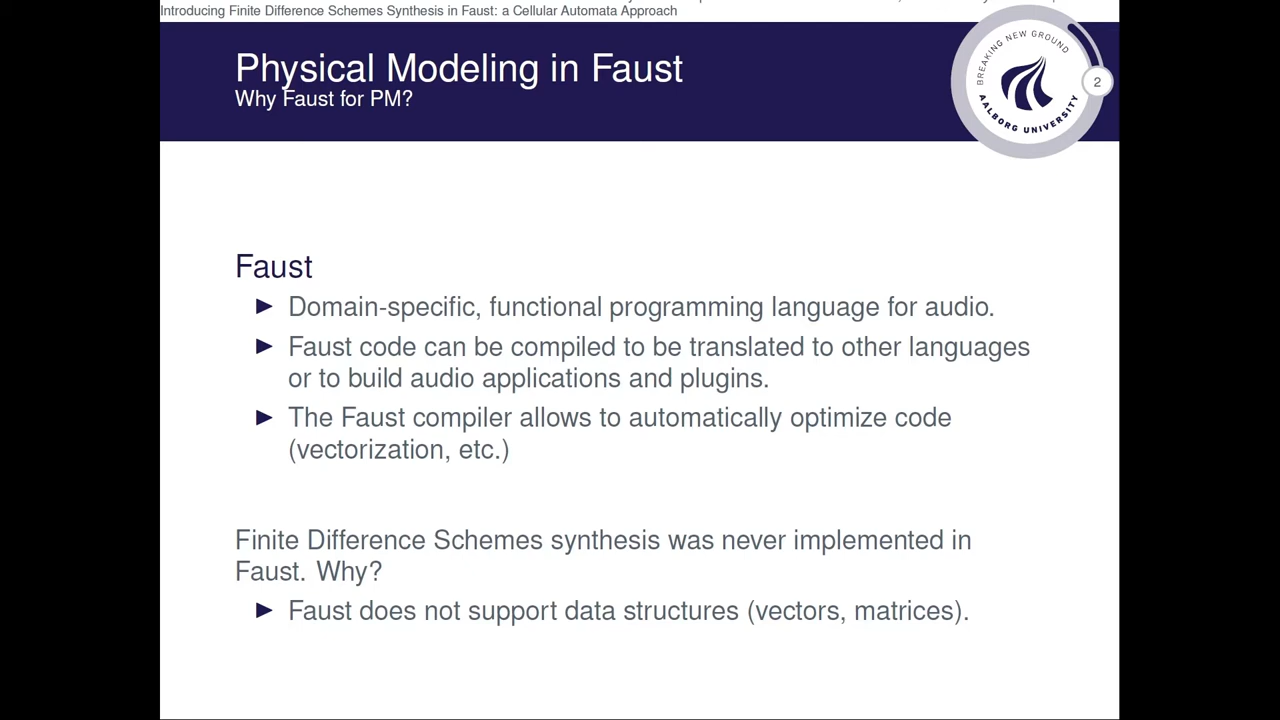 Introducing Finite Difference Schemes Synthesis in Faust: a Cellular Automata Approach
Physical Modeling in Faust
Why Faust for PM?
BREAKING NEW GROUND
2
AALBORG UNIVERSITY
Faust
Domain-specific, functional programming language for audio.
Faust code can be compiled to be translated to other languages
or to build audio applications and plugins.
The Faust compiler allows to automatically optimize code
(vectorization, etc.)
Finite Difference Schemes synthesis was never implemented in
Faust. Why?
Faust does not support data structures (vectors, matrices).